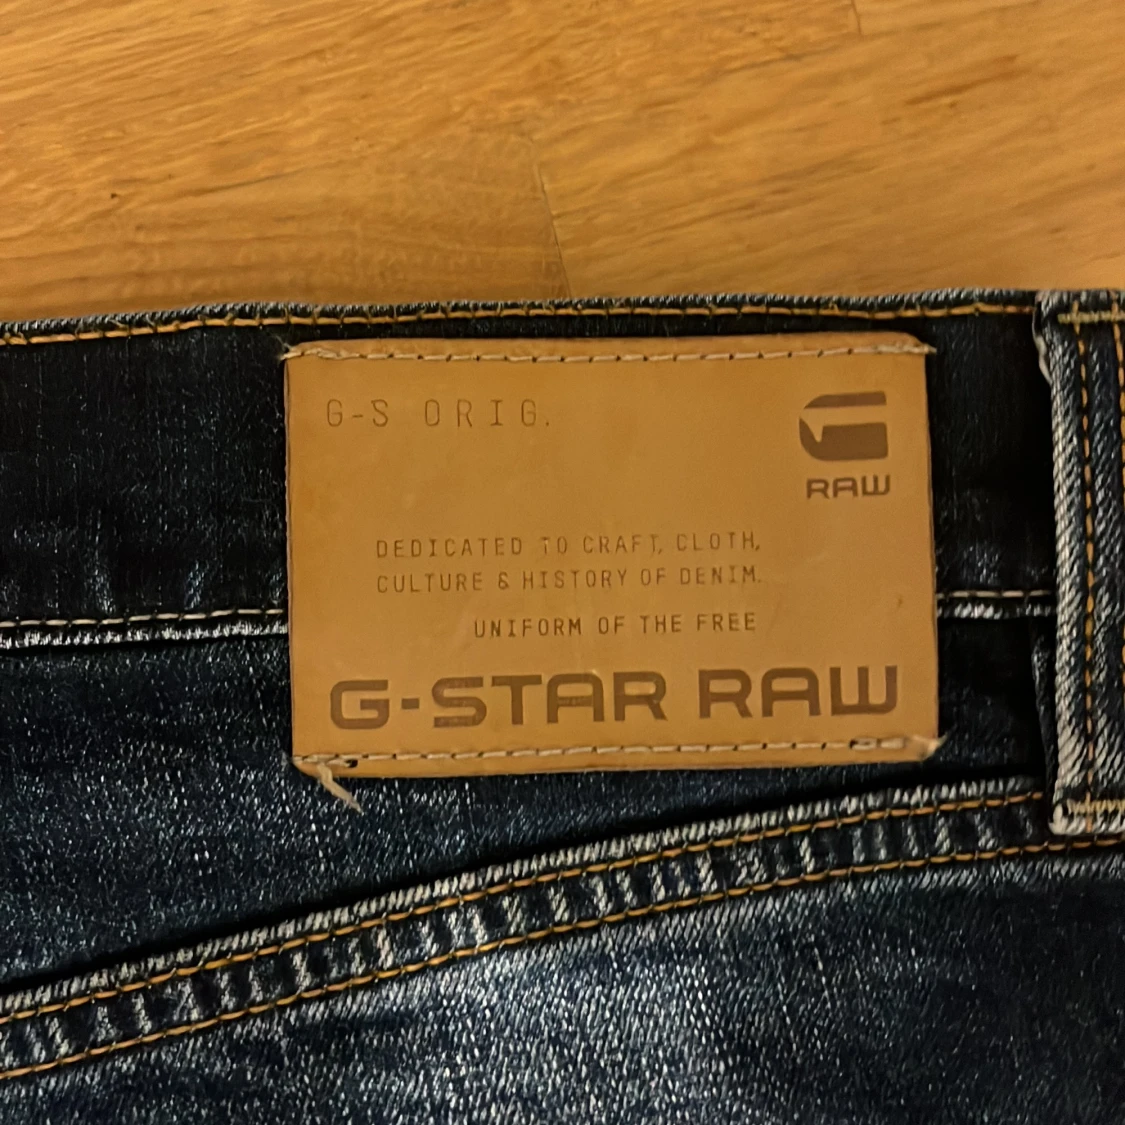 G-S ORIG.
RAW
DEDICATED TO CRAFT, CLOTH,
CULTURE & HISTORY OF DENIM.
UNIFORM OF THE FREE
G-STAR RAW